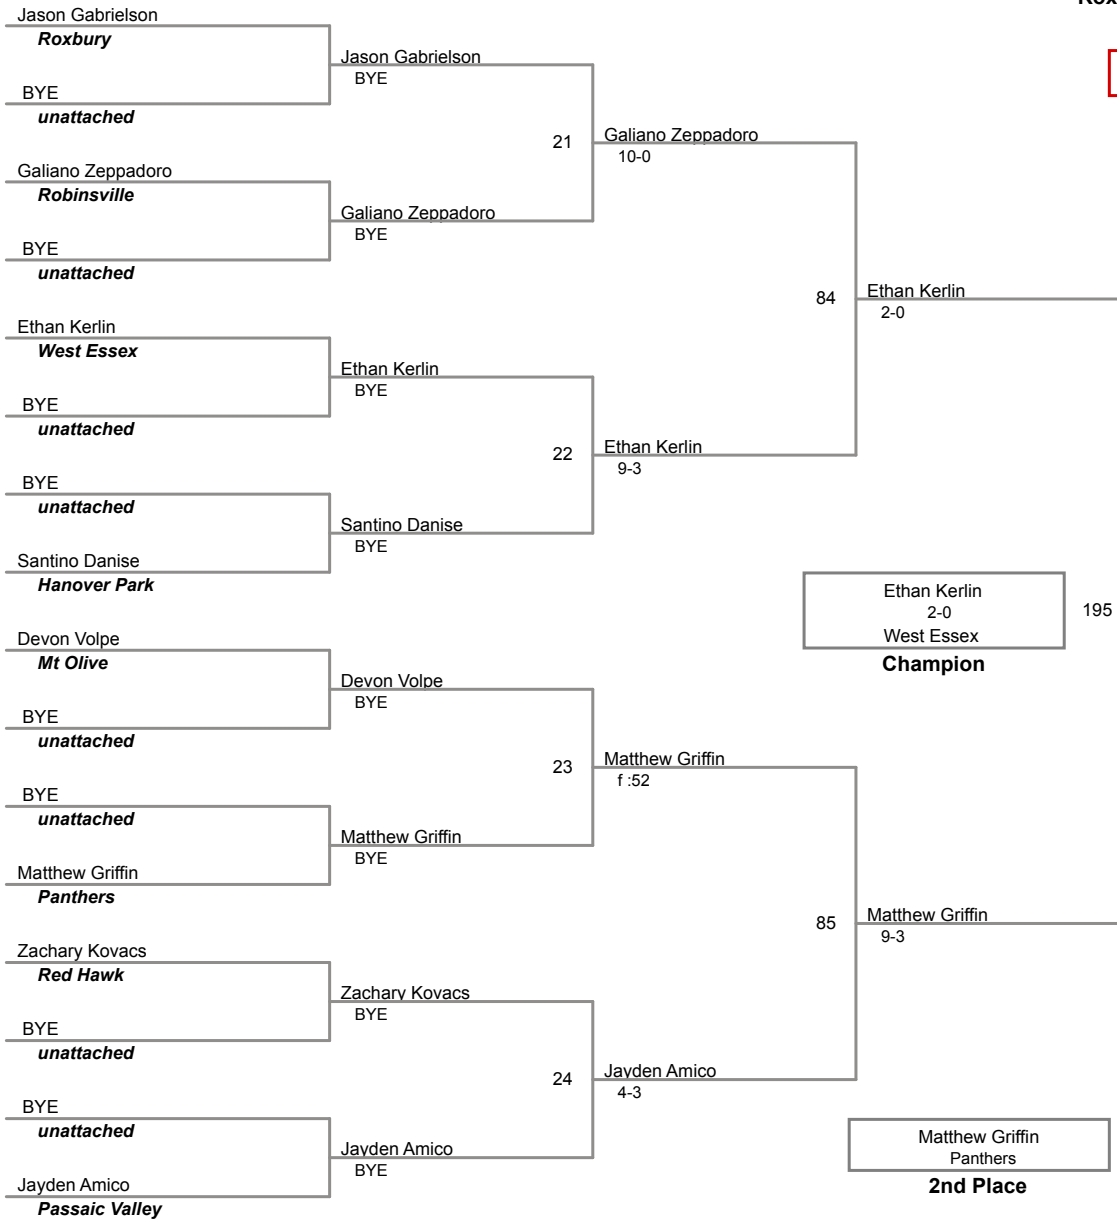 Jason Gabrielson
Roxbury
BYE
unattached
Galiano Zeppadoro
Robinsville
BYE
unattached
Ethan Kerlin
West Essex
BYE
unattached
BYE
unattached
Santino Danise
Hanover Park
Devon Volpe
Mt Olive
BYE
unattached
BYE
unattached
Matthew Griffin
Panthers
Zachary Kovacs
Red Hawk
BYE
unattached
BYE
unattached
Jayden Amico
Passaic Valley
Jason Gabrielson
BYE
Galiano Zeppadoro
BYE
Ethan Kerlin
BYE
Santino Danise
BYE
Devon Volpe
BYE
Matthew Griffin
BYE
Zachary Kovacs
BYE
Jayden Amico
BYE
21
Galiano Zeppadoro
10-0
22
Ethan Kerlin
9-3
23
Matthew Griffin
f :52
24
Jayden Amico
4-3
84
Ethan Kerlin
2-0
85
Matthew Griffin
9-3
Ethan Kerlin
2-0
West Essex
Champion
195
Matthew Griffin
Panthers
2nd Place